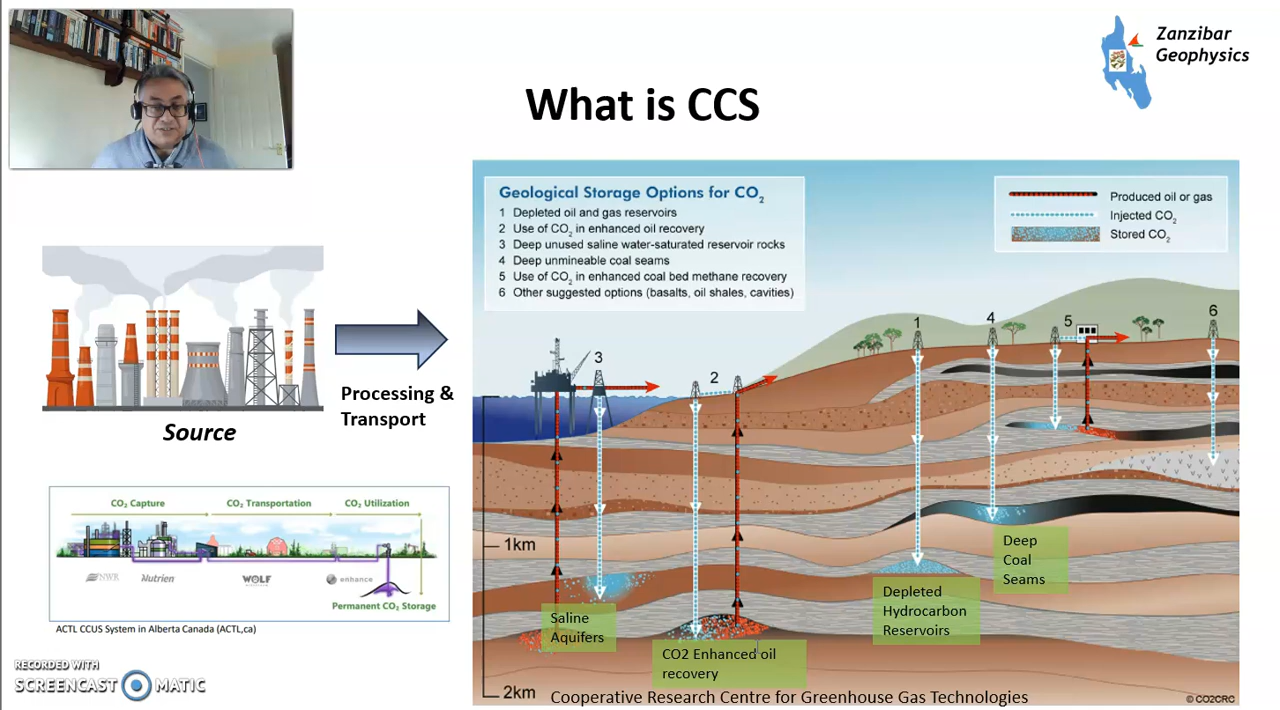 Zanzibar
Geophysics
What is CCS
Geological Storage Options for CO2
1 Depleted oil and gas reservoirs
2 Use of CO2 in enhanced oil recovery
3 Deep unused saline water-saturated reservoir rocks
4 Deep unmineable coal seams
5 Use of CO2 in enhanced coal bed methane recovery
6 Other suggested options (basalts, oil shales, cavities)
Produced oil or gas
Injected CO2
Stored CO2
1
4
5
6
3
2
Processing &
Transport
Source
CO2 Capture
CO2 Transportation
CO2 Utilization
NWR
Nutrien
WOLF
enhance
Permanent CO2 Storage
ACTL CCUS System in Alberta Canada (ACTL,ca)
1km
Deep
Coal
Seams
Depleted
Hydrocarbon
Reservoirs
Saline
Aquifers
CO2 Enhanced oil
recovery
2km
Cooperative Research Centre for Greenhouse Gas Technologies
© CO2CRC
RECORDED WITH
SCREENCAST MATIC